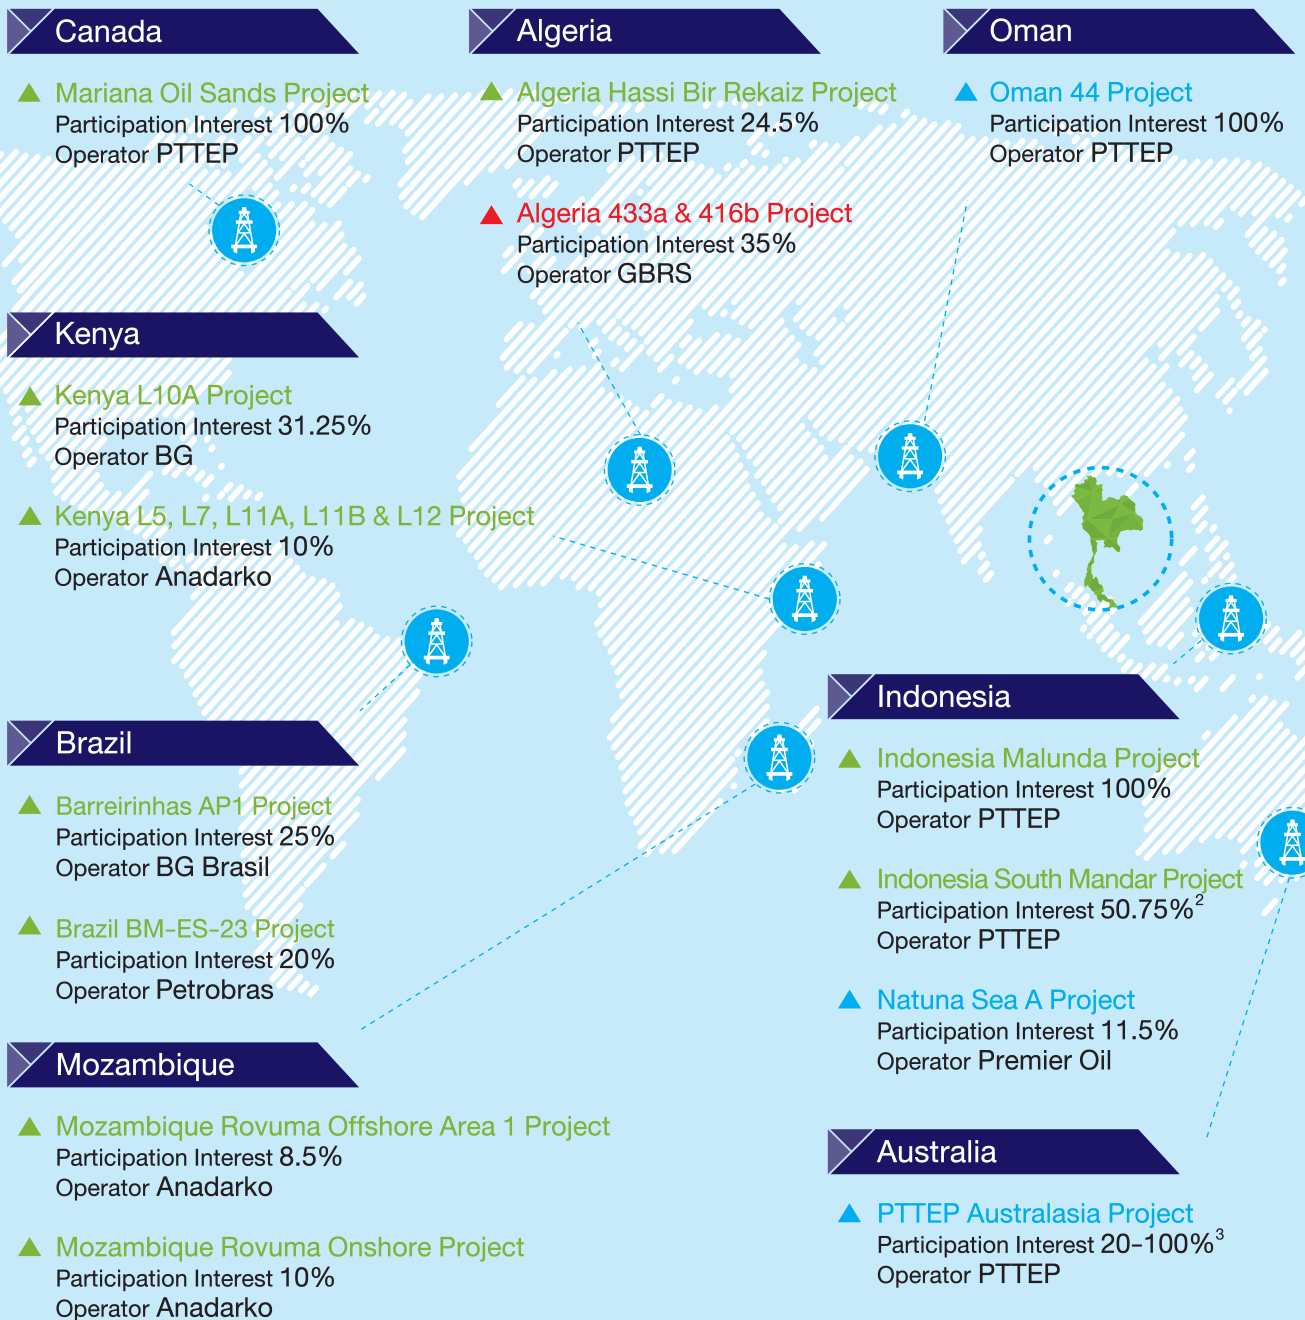 Canada
Mariana Oil Sands Project
Participation Interest 100%
Operator PTTEP
Algeria
Algeria Hassi Bir Rekaiz Project
Participation Interest 24.5%
Operator PTTEP
Algeria 433a & 416b Project
Participation Interest 35%
Operator GBRS
Oman
Oman 44 Project
Participation Interest 100%
Operator PTTEP
Kenya
Kenya L10A Project
Participation Interest 31.25%
Operator BG
Kenya L5, L7, L11A, L11B & L12 Project
Participation Interest 10%
Operator Anadarko
Brazil
Barreirinhas AP1 Project
Participation Interest 25%
Operator BG Brasil
Brazil BM-ES-23 Project
Participation Interest 20%
Operator Petrobras
Mozambique
Mozambique Rovuma Offshore Area 1 Project
Participation Interest 8.5%
Operator Anadarko
Mozambique Rovuma Onshore Project
Participation Interest 10%
Operator Anadarko
Indonesia
Indonesia Malunda Project
Participation Interest 100%
Operator PTTEP
Indonesia South Mandar Project
Participation Interest 50.75%²
Operator PTTEP
Natuna Sea A Project
Participation Interest 11.5%
Operator Premier Oil
Australia
PTTEP Australasia Project
Participation Interest 20-100%³
Operator PTTEP